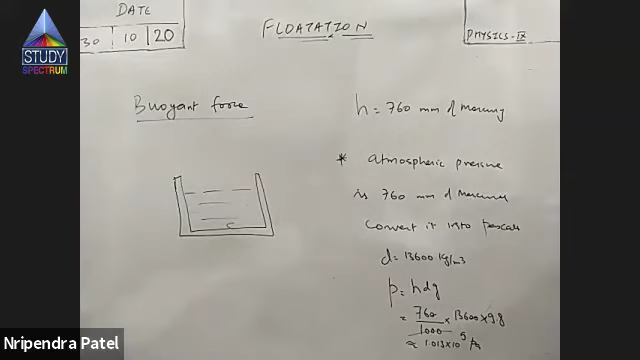 DATE
30 10 20
STUDY
SPECTRUM
FLOATATION
PHYSICS-IX
Buoyant force
h = 760 mm of mercury
* Atmospheric pressure
is 760 mm of mercury
Convert it into pascals
d = 13600 kg/m3
p = hdg
= 760/1000 × 13600 × 9.8
≈ 1.013×10^5 Pa
Nripendra Patel